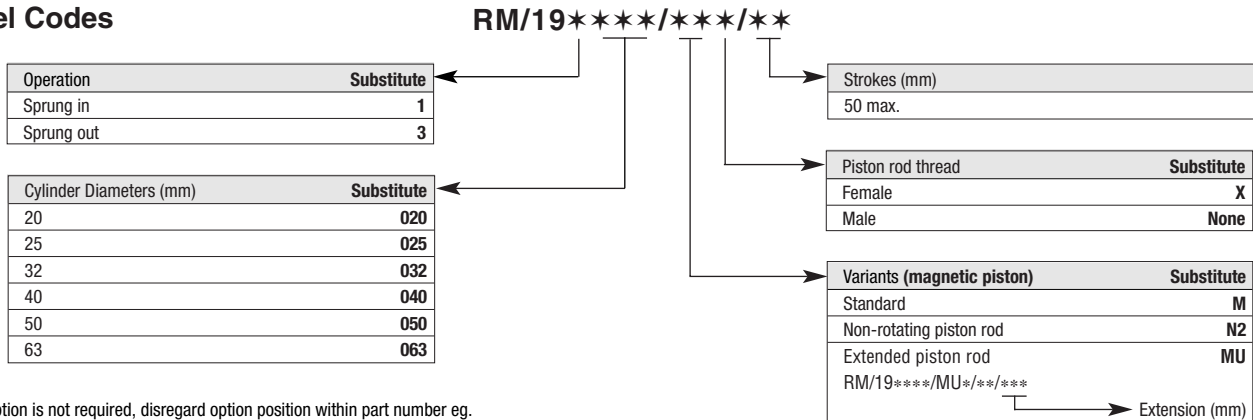 el Codes
RM/19✶✶✶✶/✶✶✶/✶✶
Operation Substitute
Sprung in 1
Sprung out 3
Cylinder Diameters (mm) Substitute
20 020
25 025
32 032
40 040
50 050
63 063
Strokes (mm)
50 max.
Piston rod thread Substitute
Female X
Male None
Variants (magnetic piston) Substitute
Standard M
Non-rotating piston rod N2
Extended piston rod MU
RM/19∗∗∗∗/MU∗/∗∗/∗∗∗
Extension (mm)
tion is not required, disregard option position within part number eg.